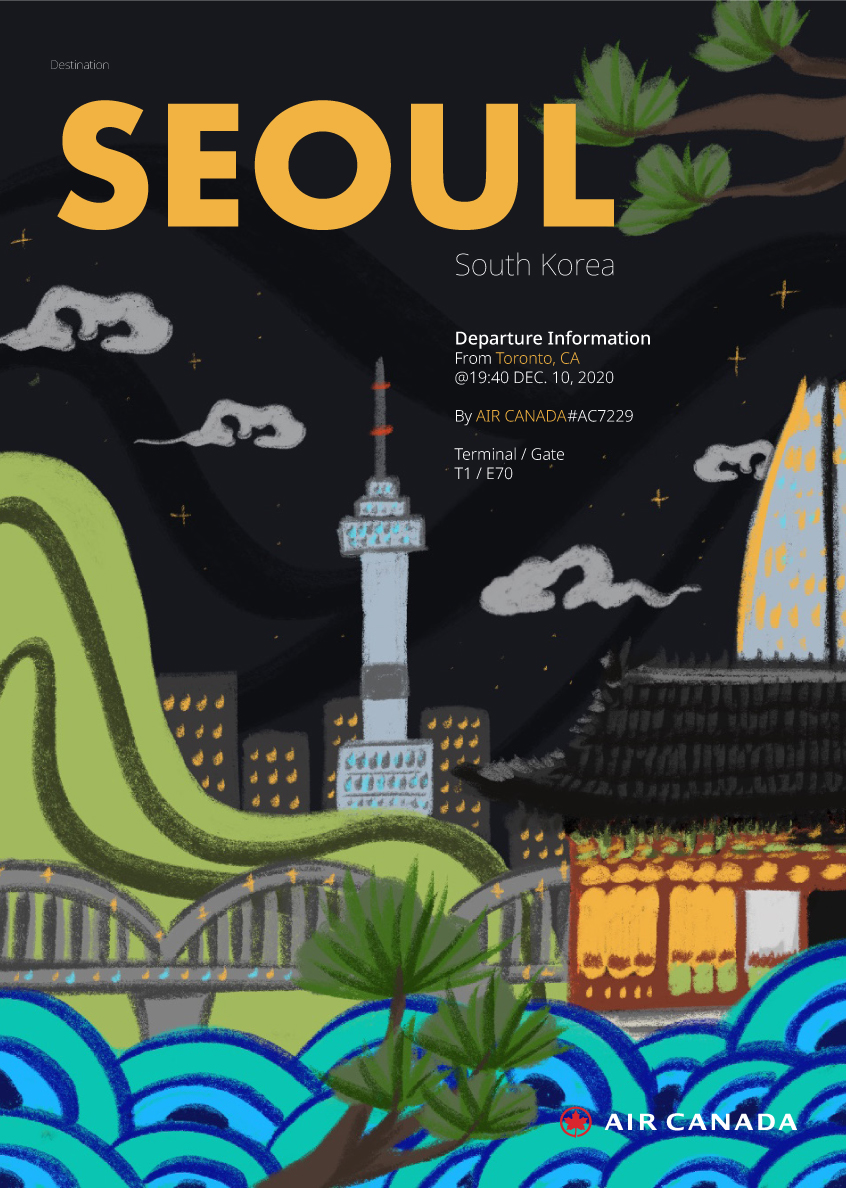 Destination
SEOUL
South Korea
Departure Information
From Toronto, CA
@19:40 DEC. 10, 2020
By AIR CANADA#AC7229
Terminal / Gate
T1 / E70
AIR CANADA